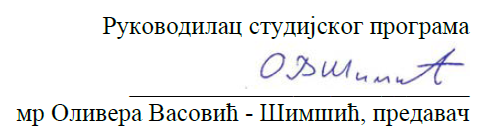 Руководилац студијског програма
мр Оливера Васовић - Шимшић, предавач